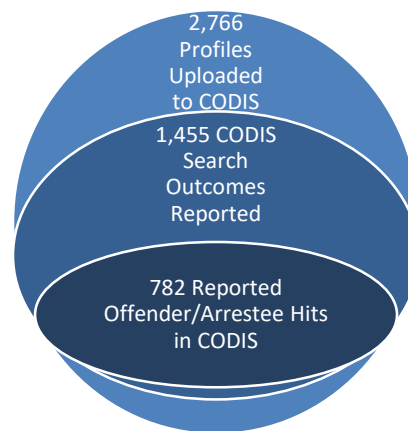 2,766
Profiles
Uploaded
to CODIS
1,455 CODIS
Search
Outcomes
Reported
782 Reported
Offender/Arrestee Hits
in CODIS